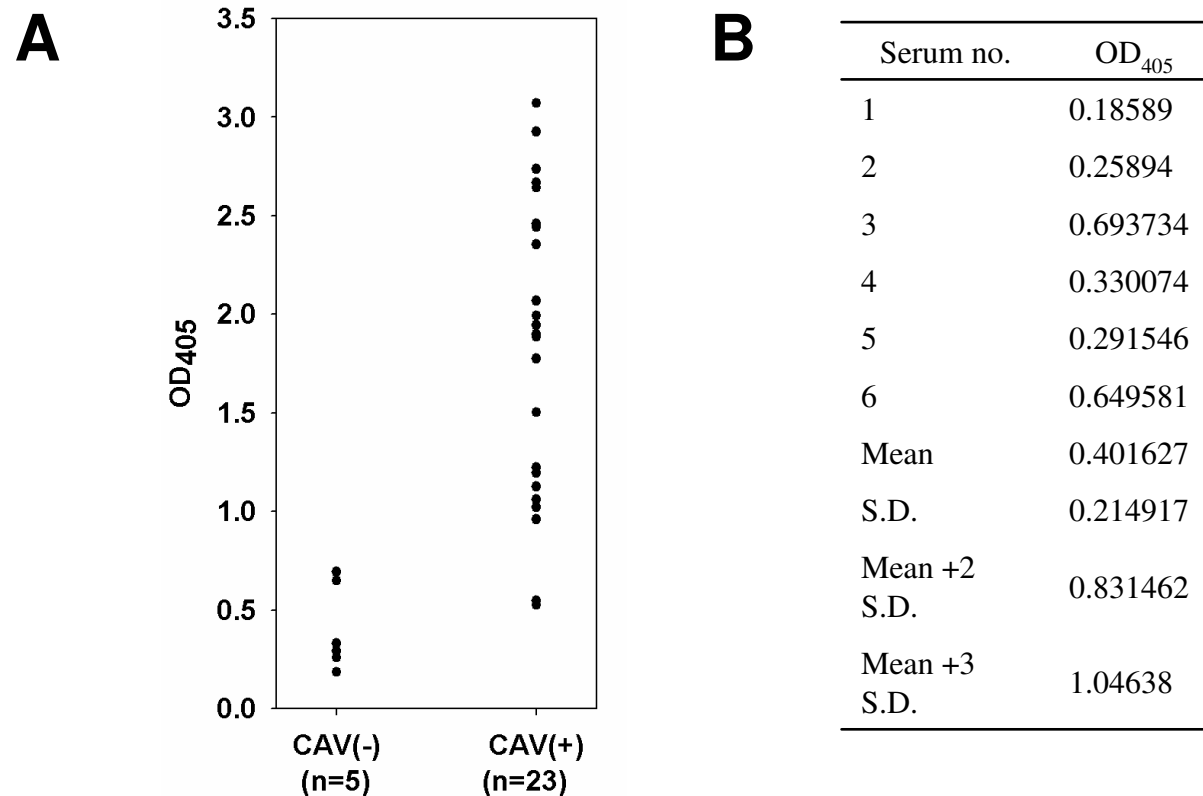 A
3.5
3.0
2.5
2.0
1.5
1.0
0.5
0.0
OD405
CAV(-)
(n=5)
CAV(+)
(n=23)
B
Serum no. OD405
1 0.18589
2 0.25894
3 0.693734
4 0.330074
5 0.291546
6 0.649581
Mean 0.401627
S.D. 0.214917
Mean +2
S.D.
0.831462
Mean +3
S.D.
1.04638